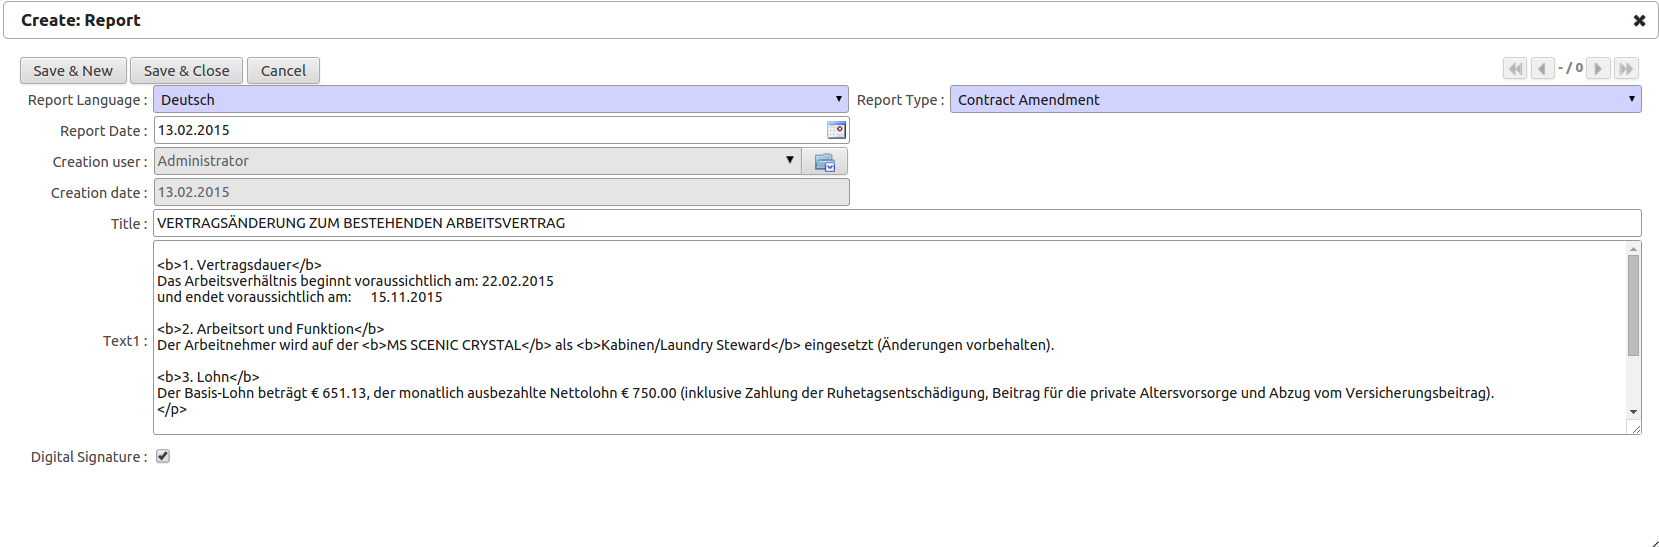 Create: Report
Save & New Save & Close Cancel - / 0
Report Language : Deutsch Report Type : Contract Amendment
Report Date : 13.02.2015
Creation user : Administrator
Creation date : 13.02.2015
Title : VERTRAGSÄNDERUNG ZUM BESTEHENDEN ARBEITSVERTRAG
Text1 :
<b>1. Vertragsdauer</b>
Das Arbeitsverhältnis beginnt voraussichtlich am: 22.02.2015
und endet voraussichtlich am: 15.11.2015
<b>2. Arbeitsort und Funktion</b>
Der Arbeitnehmer wird auf der <b>MS SCENIC CRYSTAL</b> als <b>Kabinen/Laundry Steward</b> eingesetzt (Änderungen vorbehalten).
<b>3. Lohn</b>
Der Basis-Lohn beträgt € 651.13, der monatlich ausbezahlte Nettolohn € 750.00 (inklusive Zahlung der Ruhetagsentschädigung, Beitrag für die private Altersvorsorge und Abzug vom Versicherungsbeitrag).
</p>
Digital Signature :